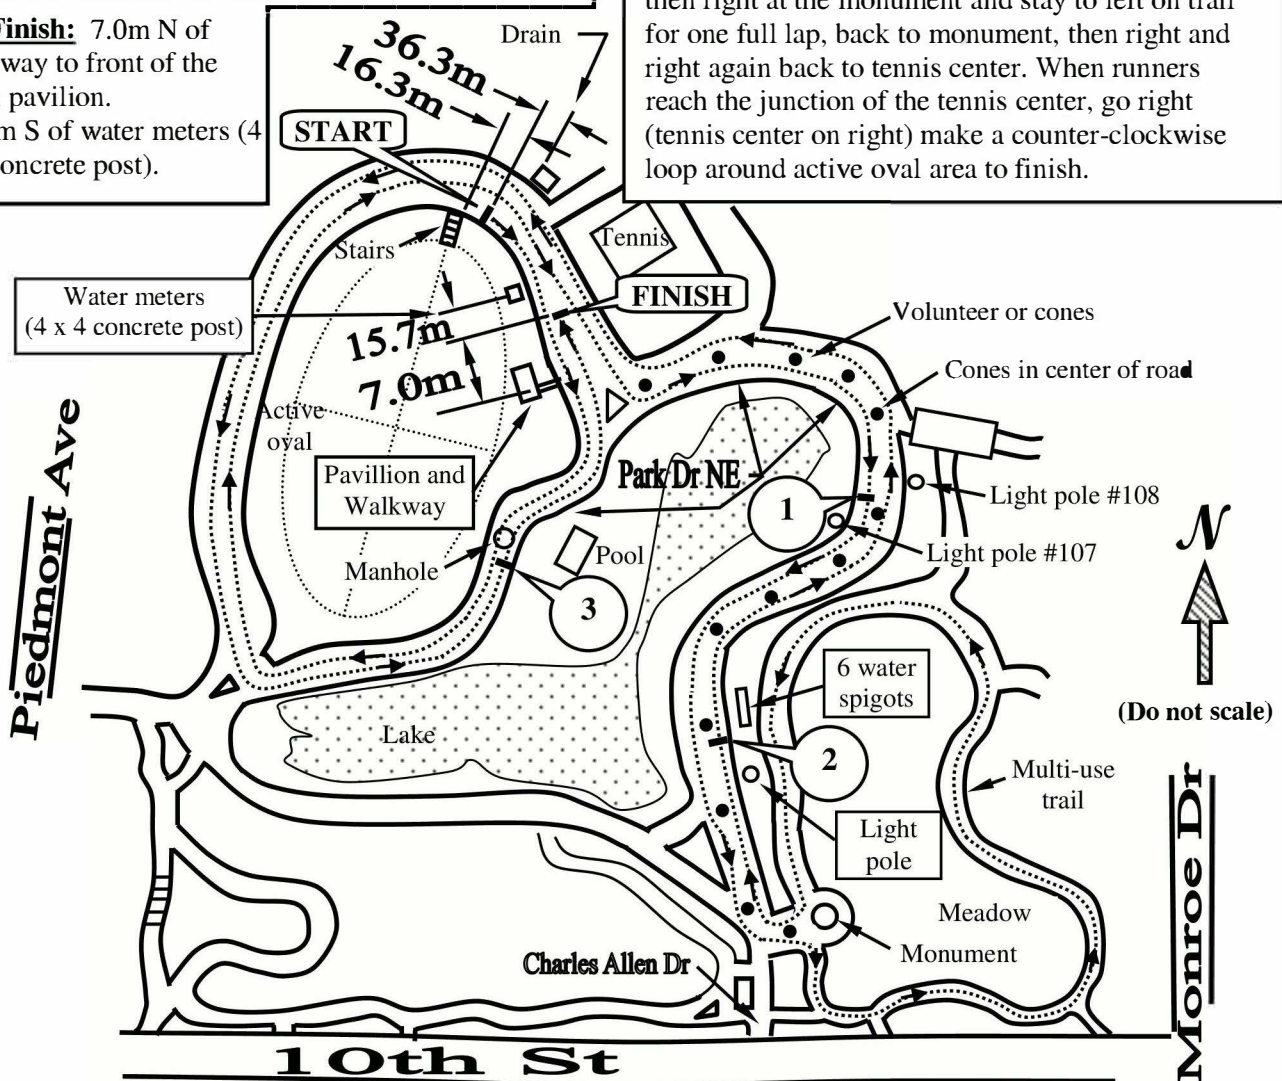 Finish: 7.0m N of
way to front of the
pavilion.
m S of water meters (4
oncrete post).
then right at the monument and stay to left on trail
for one full lap, back to monument, then right and
right again back to tennis center. When runners
reach the junction of the tennis center, go right
(tennis center on right) make a counter-clockwise
loop around active oval area to finish.
Drain
36.3m
16.3m
START
Stairs
Tennis
Water meters
(4 x 4 concrete post)
FINISH
15.7m
7.0m
Volunteer or cones
Cones in center of road
Active
oval
Pavillion and
Walkway
Park Dr NE
1
Light pole #108
Light pole #107
Manhole
Pool
3
N
(Do not scale)
Piedmont Ave
6 water
spigots
Lake
2
Multi-use
trail
Light
pole
Meadow
Monument
Charles Allen Dr
Monroe Dr
10th St